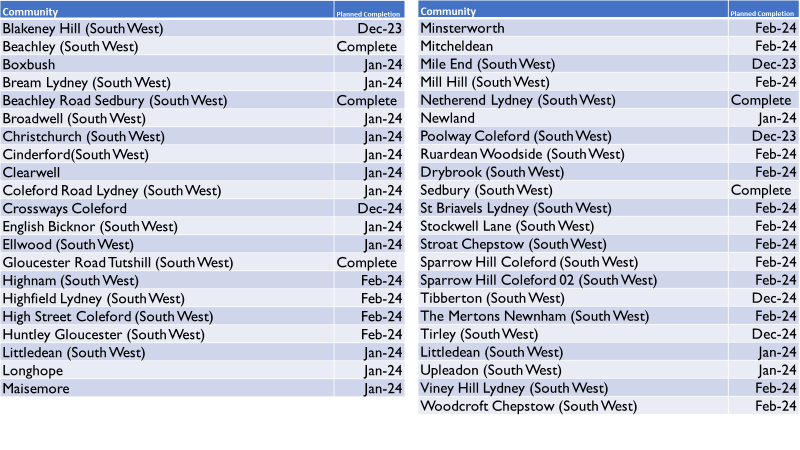 Community Planned Completion
Blakeney Hill (South West) Dec-23
Beachley (South West) Complete
Boxbush Jan-24
Bream Lydney (South West) Jan-24
Beachley Road Sedbury (South West) Complete
Broadwell (South West) Jan-24
Christchurch (South West) Jan-24
Cinderford(South West) Jan-24
Clearwell Jan-24
Coleford Road Lydney (South West) Jan-24
Crossways Coleford Dec-24
English Bicknor (South West) Jan-24
Ellwood (South West) Jan-24
Gloucester Road Tutshill (South West) Complete
Highnam (South West) Feb-24
Highfield Lydney (South West) Feb-24
High Street Coleford (South West) Feb-24
Huntley Gloucester (South West) Feb-24
Littledean (South West) Jan-24
Longhope Jan-24
Maisemore Jan-24
Community Planned Completion
Minsterworth Feb-24
Mitcheldean Feb-24
Mile End (South West) Dec-23
Mill Hill (South West) Feb-24
Netherend Lydney (South West) Complete
Newland Jan-24
Poolway Coleford (South West) Dec-23
Ruardean Woodside (South West) Feb-24
Drybrook (South West) Feb-24
Sedbury (South West) Complete
St Briavels Lydney (South West) Feb-24
Stockwell Lane (South West) Feb-24
Stroat Chepstow (South West) Feb-24
Sparrow Hill Coleford (South West) Feb-24
Sparrow Hill Coleford 02 (South West) Feb-24
Tibberton (South West) Dec-24
The Mertons Newnham (South West) Feb-24
Tirley (South West) Dec-24
Littledean (South West) Jan-24
Upleadon (South West) Jan-24
Viney Hill Lydney (South West) Feb-24
Woodcroft Chepstow (South West) Feb-24